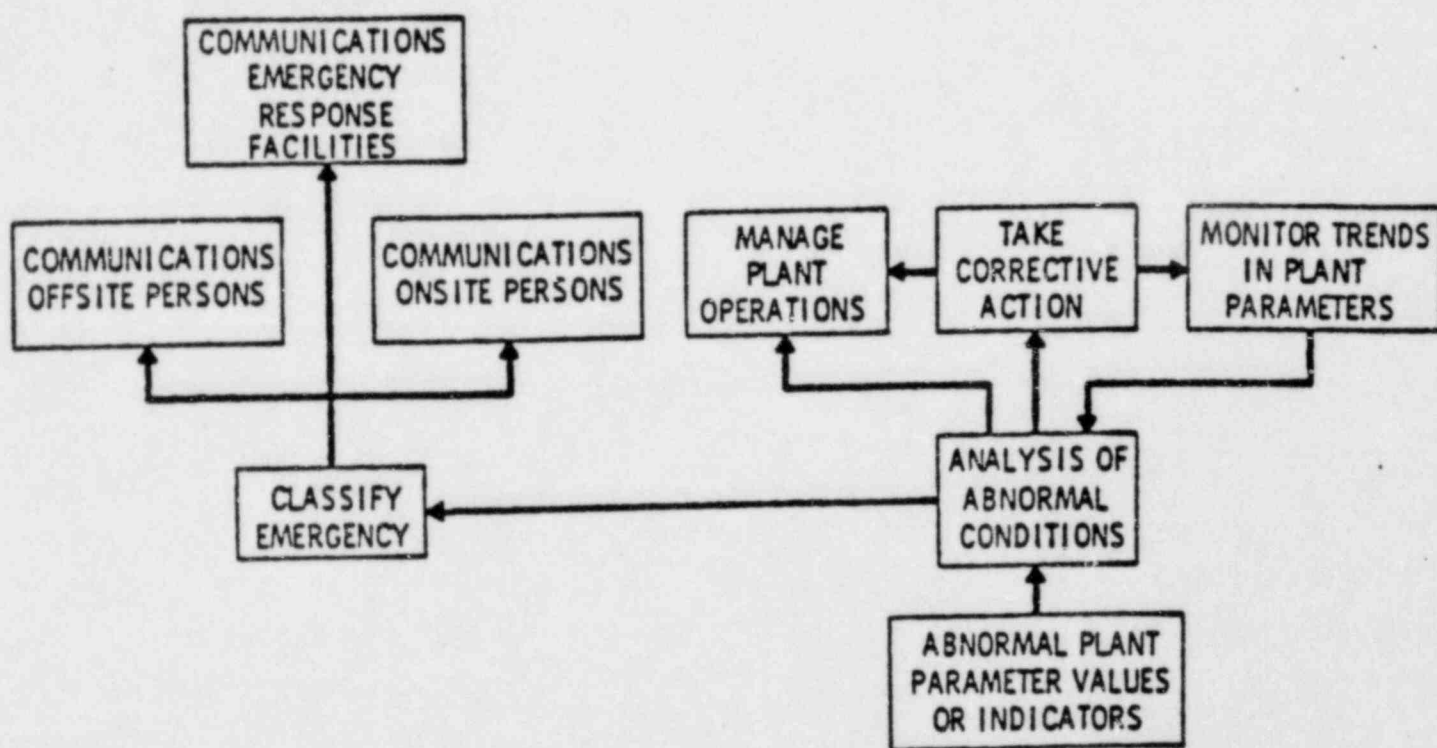 COMMUNICATIONS
EMERGENCY
RESPONSE
FACILITIES
COMMUNICATIONS
OFFSITE PERSONS
COMMUNICATIONS
ONSITE PERSONS
MANAGE
PLANT
OPERATIONS
TAKE
CORRECTIVE
ACTION
MONITOR TRENDS
IN PLANT
PARAMETERS
CLASSIFY
EMERGENCY
ANALYSIS OF
ABNORMAL
CONDITIONS
ABNORMAL PLANT
PARAMETER VALUES
OR INDICATORS